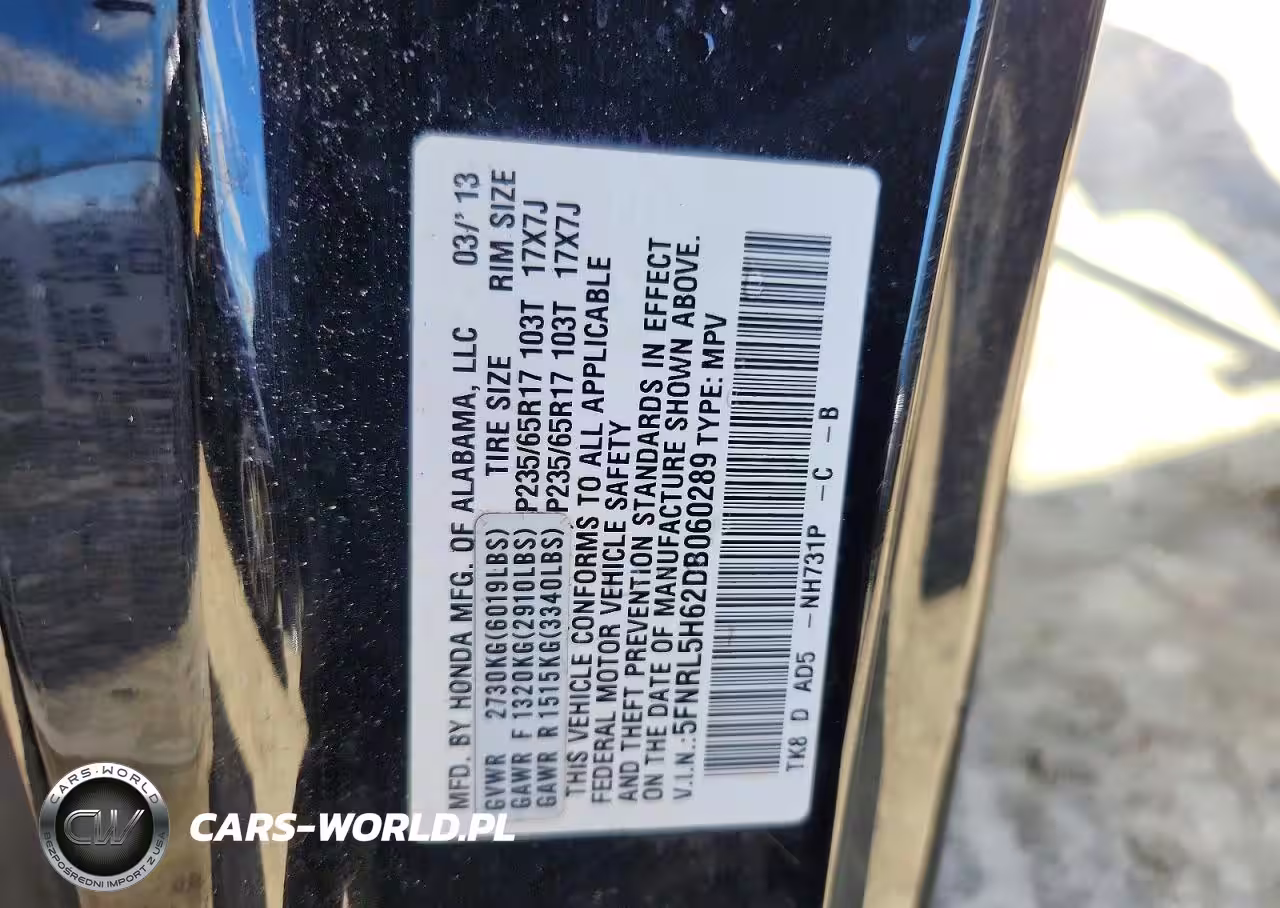 MFD. BY HONDA MFG. OF ALABAMA, LLC 03/'13
GVWR 2730KG(6019LBS) TIRE SIZE RIM SIZE
GAWR F 1320KG(2910LBS) P235/65R17 103T 17X7J
GAWR R 1515KG(3340LBS) P235/65R17 103T 17X7J
THIS VEHICLE CONFORMS TO ALL APPLICABLE
FEDERAL MOTOR VEHICLE SAFETY
AND THEFT PREVENTION STANDARDS IN EFFECT
ON THE DATE OF MANUFACTURE SHOWN ABOVE.
V.I.N.:5FNRL5H62DB060289 TYPE: MPV
TK8 D AD5 -NH731P -C -B
CARS-WORLD
CW
BEZPOŚREDNI IMPORT Z USA
CARS-WORLD.PL